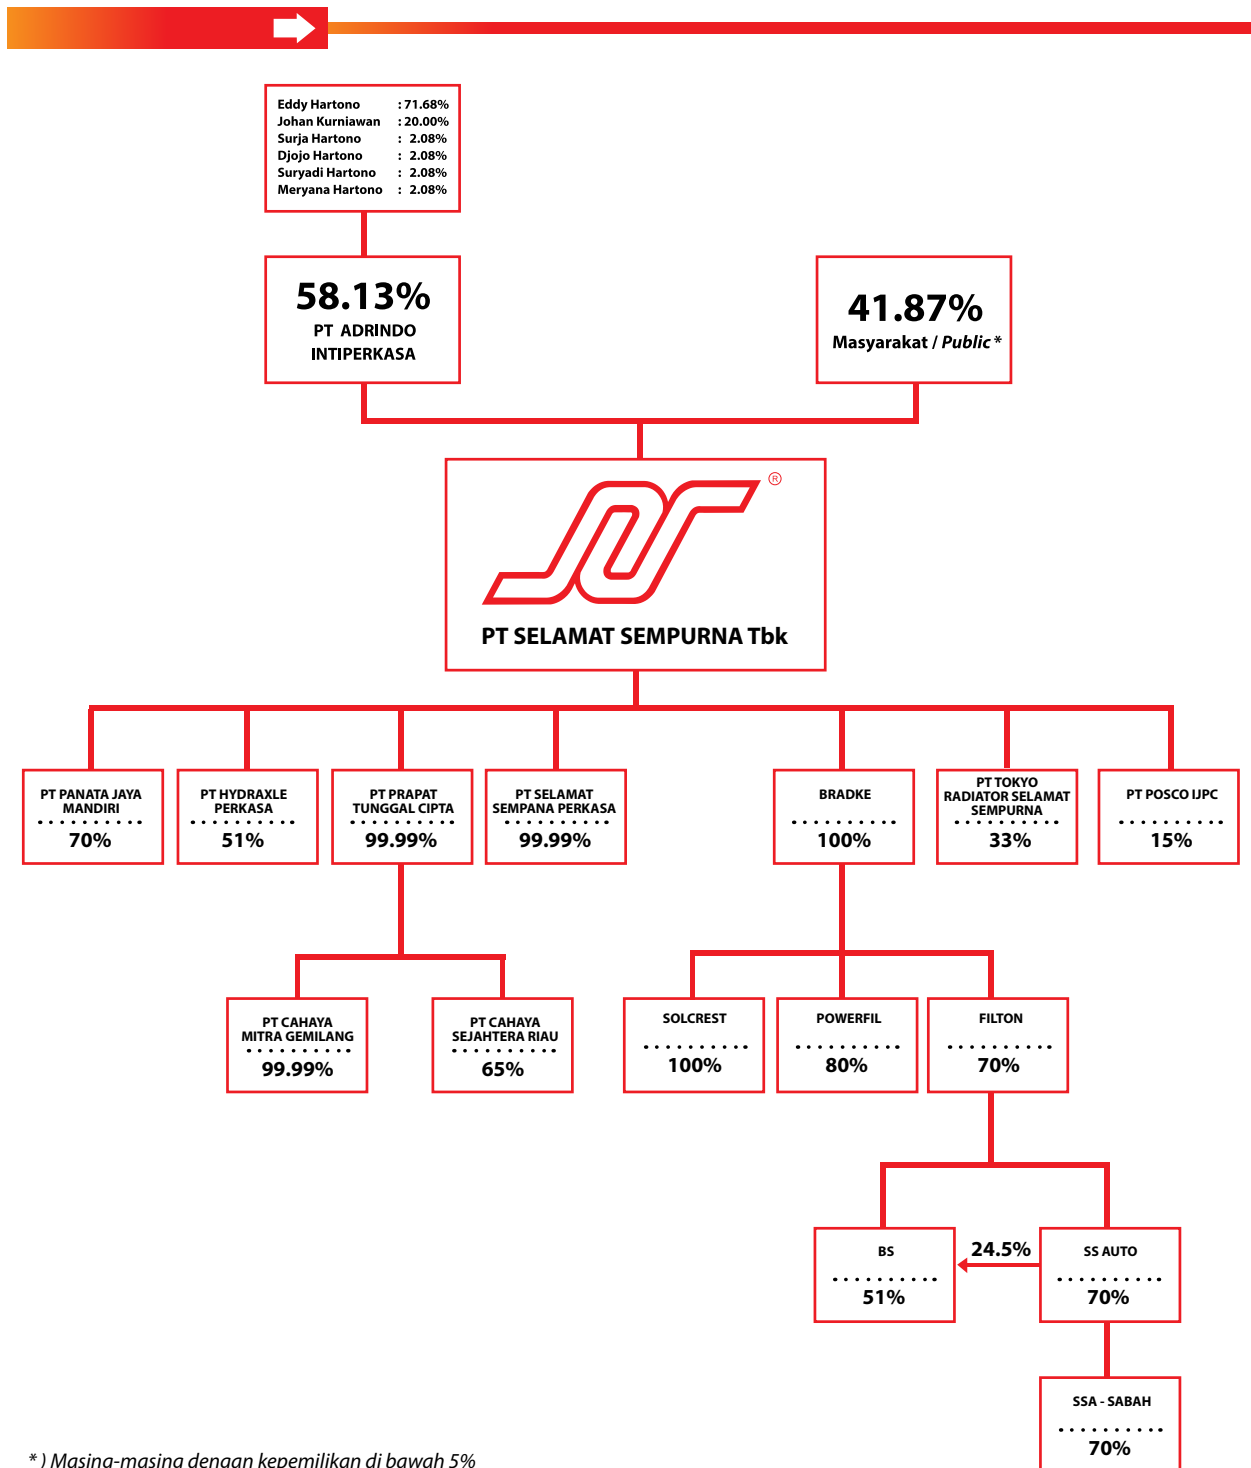 Eddy Hartono : 71.68%
Johan Kurniawan : 20.00%
Surja Hartono : 2.08%
Djojo Hartono : 2.08%
Suryadi Hartono : 2.08%
Meryana Hartono : 2.08%
58.13%
PT ADRINDO
INTIPERKASA
41.87%
Masyarakat / Public *
®
PT SELAMAT SEMPURNA Tbk
PT PANATA JAYA
MANDIRI
70%
PT HYDRAXLE
PERKASA
51%
PT PRAPAT
TUNGGAL CIPTA
99.99%
PT SELAMAT
SEMPANA PERKASA
99.99%
BRADKE
100%
PT TOKYO
RADIATOR SELAMAT
SEMPURNA
33%
PT POSCO IJPC
15%
PT CAHAYA
MITRA GEMILANG
99.99%
PT CAHAYA
SEJAHTERA RIAU
65%
SOLCREST
100%
POWERFIL
80%
FILTON
70%
BS
51%
24.5%
SS AUTO
70%
SSA - SABAH
70%
* ) Masing-masing dengan kepemilikan di bawah 5%